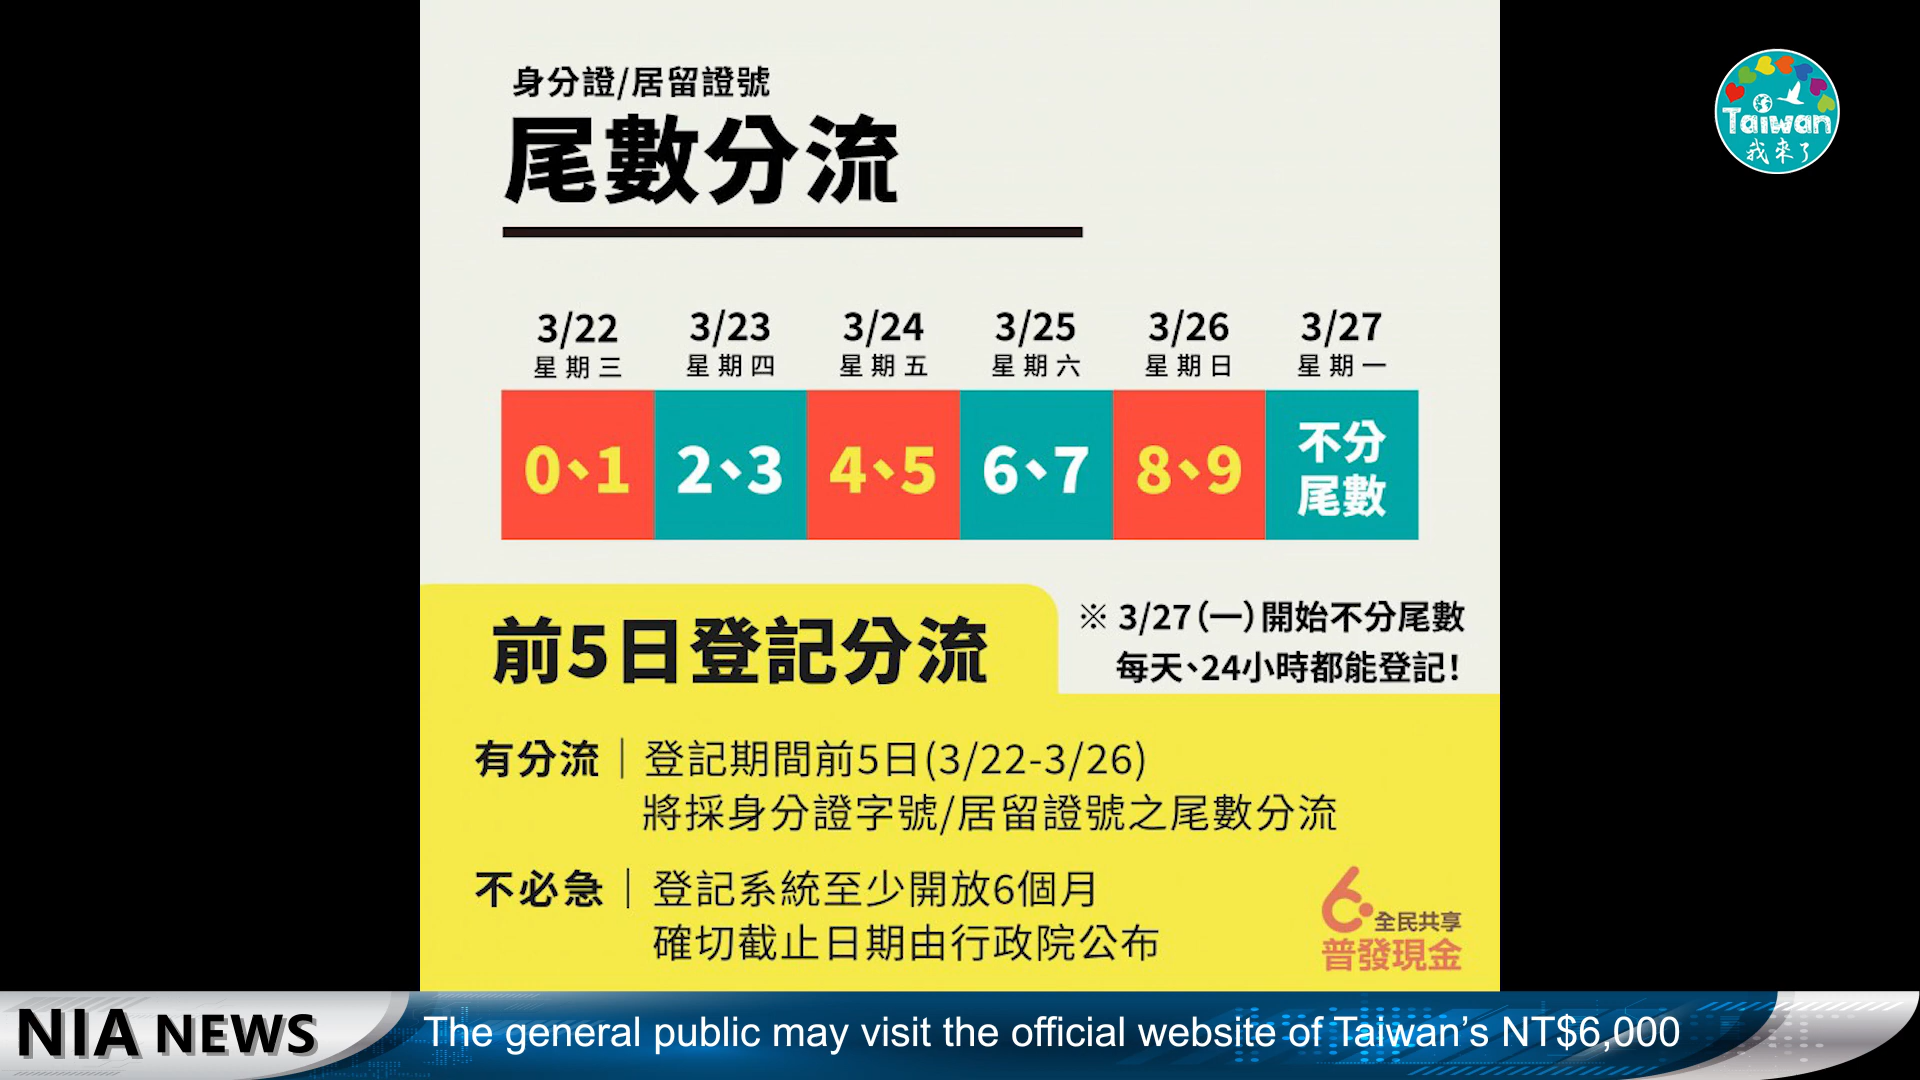 身分證/居留證號
尾數分流
Taiwan
我來了
3/22 3/23 3/24 3/25 3/26 3/27
星期三 星期四 星期五 星期六 星期日 星期一
0、1 2、3 4、5 6、7 8、9 不分
尾數
前5日登記分流
※ 3/27(一)開始不分尾數
每天、24小時都能登記!
有分流｜登記期間前5日(3/22-3/26)
將採身分證字號/居留證號之尾數分流
不必急｜登記系統至少開放6個月
確切截止日期由行政院公布
6 全民共享
普發現金
NIA NEWS
The general public may visit the official website of Taiwan’s NT$6,000